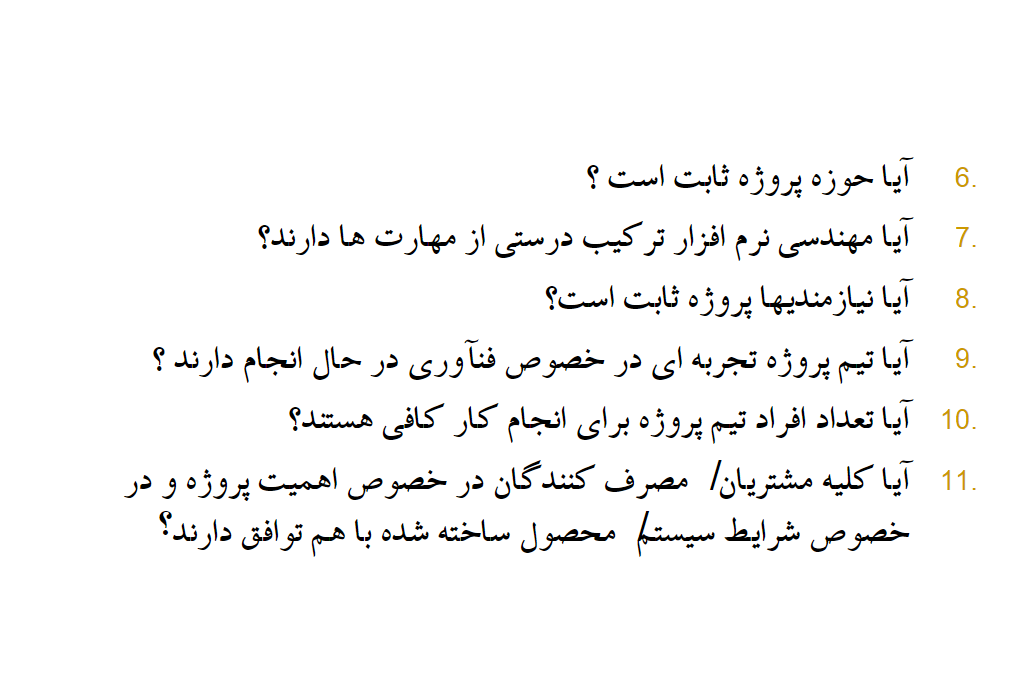 6. آیا حوزه پروژه ثابت است ؟
7. آیا مهندسی نرم افزار ترکیب درستی از مهارت ها دارند؟
8. آیا نیازمندیها پروژه ثابت است؟
9. آیا تیم پروژه تجربه ای در خصوص فنآوری در حال انجام دارند ؟
10. آیا تعداد افراد تیم پروژه برای انجام کار کافی هستند؟
11. آیا کلیه مشتریان/ مصرف کنندگان در خصوص اهمیت پروژه و در
خصوص شرایط سیستم/ محصول ساخته شده با هم توافق دارند؟